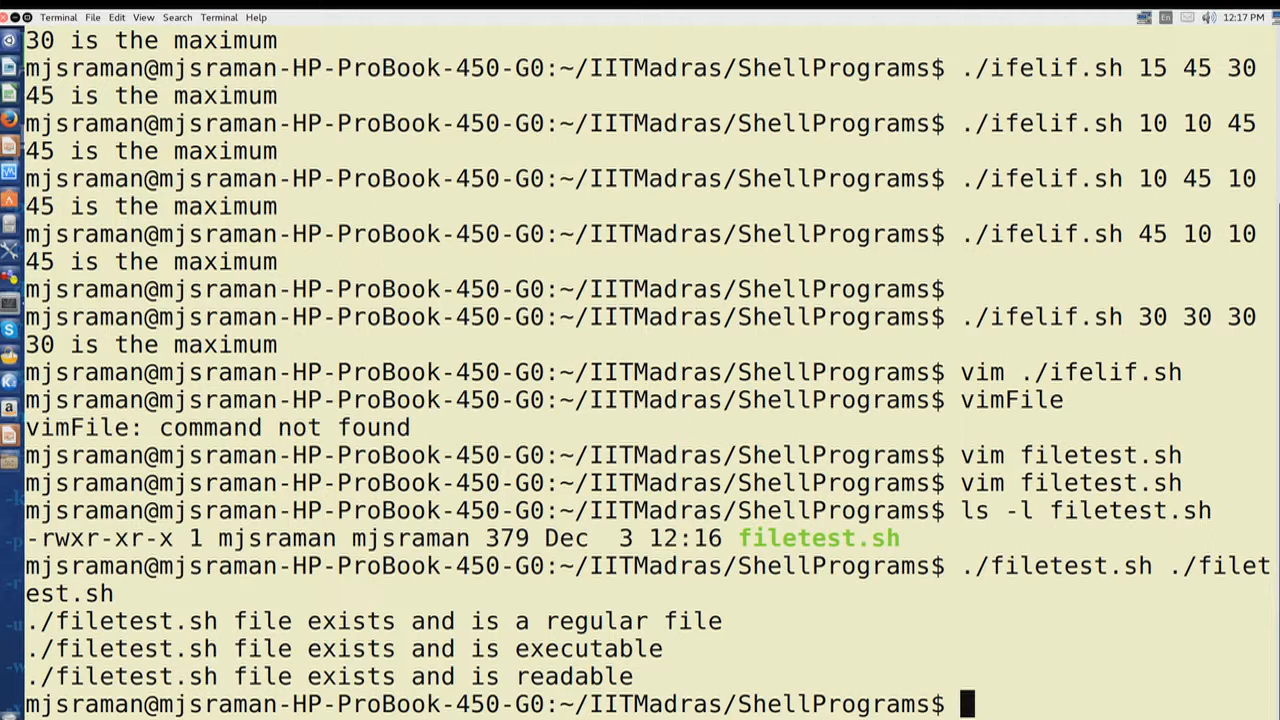 Terminal File Edit View Search Terminal Help En 12:17 PM
30 is the maximum
mjsraman@mjsraman-HP-ProBook-450-G0:~/IITMadras/ShellPrograms$ ./ifelif.sh 15 45 30
45 is the maximum
mjsraman@mjsraman-HP-ProBook-450-G0:~/IITMadras/ShellPrograms$ ./ifelif.sh 10 10 45
45 is the maximum
mjsraman@mjsraman-HP-ProBook-450-G0:~/IITMadras/ShellPrograms$ ./ifelif.sh 10 45 10
45 is the maximum
mjsraman@mjsraman-HP-ProBook-450-G0:~/IITMadras/ShellPrograms$ ./ifelif.sh 45 10 10
45 is the maximum
mjsraman@mjsraman-HP-ProBook-450-G0:~/IITMadras/ShellPrograms$
mjsraman@mjsraman-HP-ProBook-450-G0:~/IITMadras/ShellPrograms$ ./ifelif.sh 30 30 30
30 is the maximum
mjsraman@mjsraman-HP-ProBook-450-G0:~/IITMadras/ShellPrograms$ vim ./ifelif.sh
mjsraman@mjsraman-HP-ProBook-450-G0:~/IITMadras/ShellPrograms$ vimFile
vimFile: command not found
mjsraman@mjsraman-HP-ProBook-450-G0:~/IITMadras/ShellPrograms$ vim filetest.sh
mjsraman@mjsraman-HP-ProBook-450-G0:~/IITMadras/ShellPrograms$ vim filetest.sh
mjsraman@mjsraman-HP-ProBook-450-G0:~/IITMadras/ShellPrograms$ ls -l filetest.sh
-rwxr-xr-x 1 mjsraman mjsraman 379 Dec  3 12:16 filetest.sh
mjsraman@mjsraman-HP-ProBook-450-G0:~/IITMadras/ShellPrograms$ ./filetest.sh ./filet
est.sh
./filetest.sh file exists and is a regular file
./filetest.sh file exists and is executable
./filetest.sh file exists and is readable
mjsraman@mjsraman-HP-ProBook-450-G0:~/IITMadras/ShellPrograms$